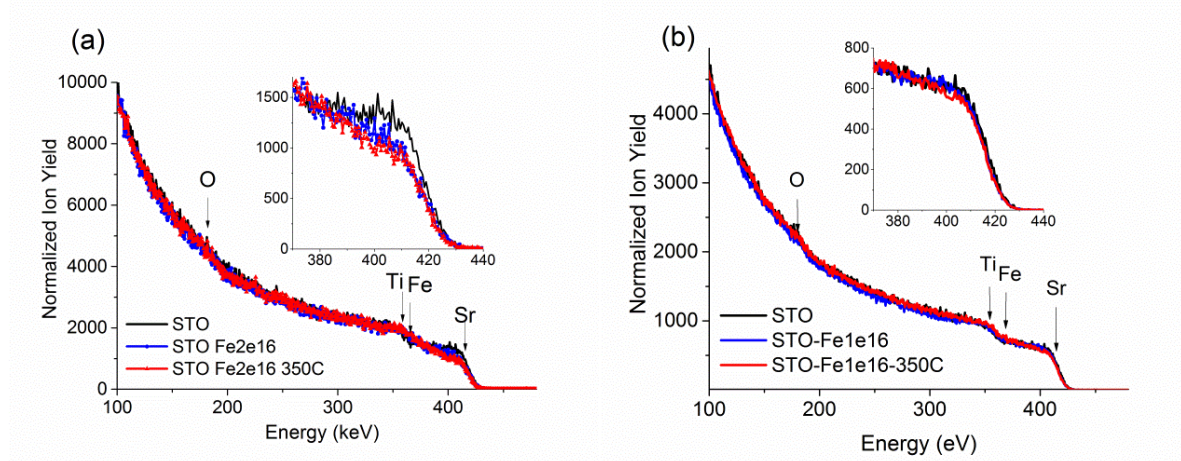 (a)
Normalized Ion Yield
10000
8000
6000
4000
2000
0
100
200
300
400
Energy (keV)
O
Ti
Fe
Sr
STO
STO Fe2e16
STO Fe2e16 350C
1500
1000
500
0
380
400
420
440
(b)
Normalized Ion Yield
4000
3000
2000
1000
100
200
300
400
Energy (eV)
O
Ti
Fe
Sr
STO
STO-Fe1e16
STO-Fe1e16-350C
800
600
400
200
0
380
400
420
440